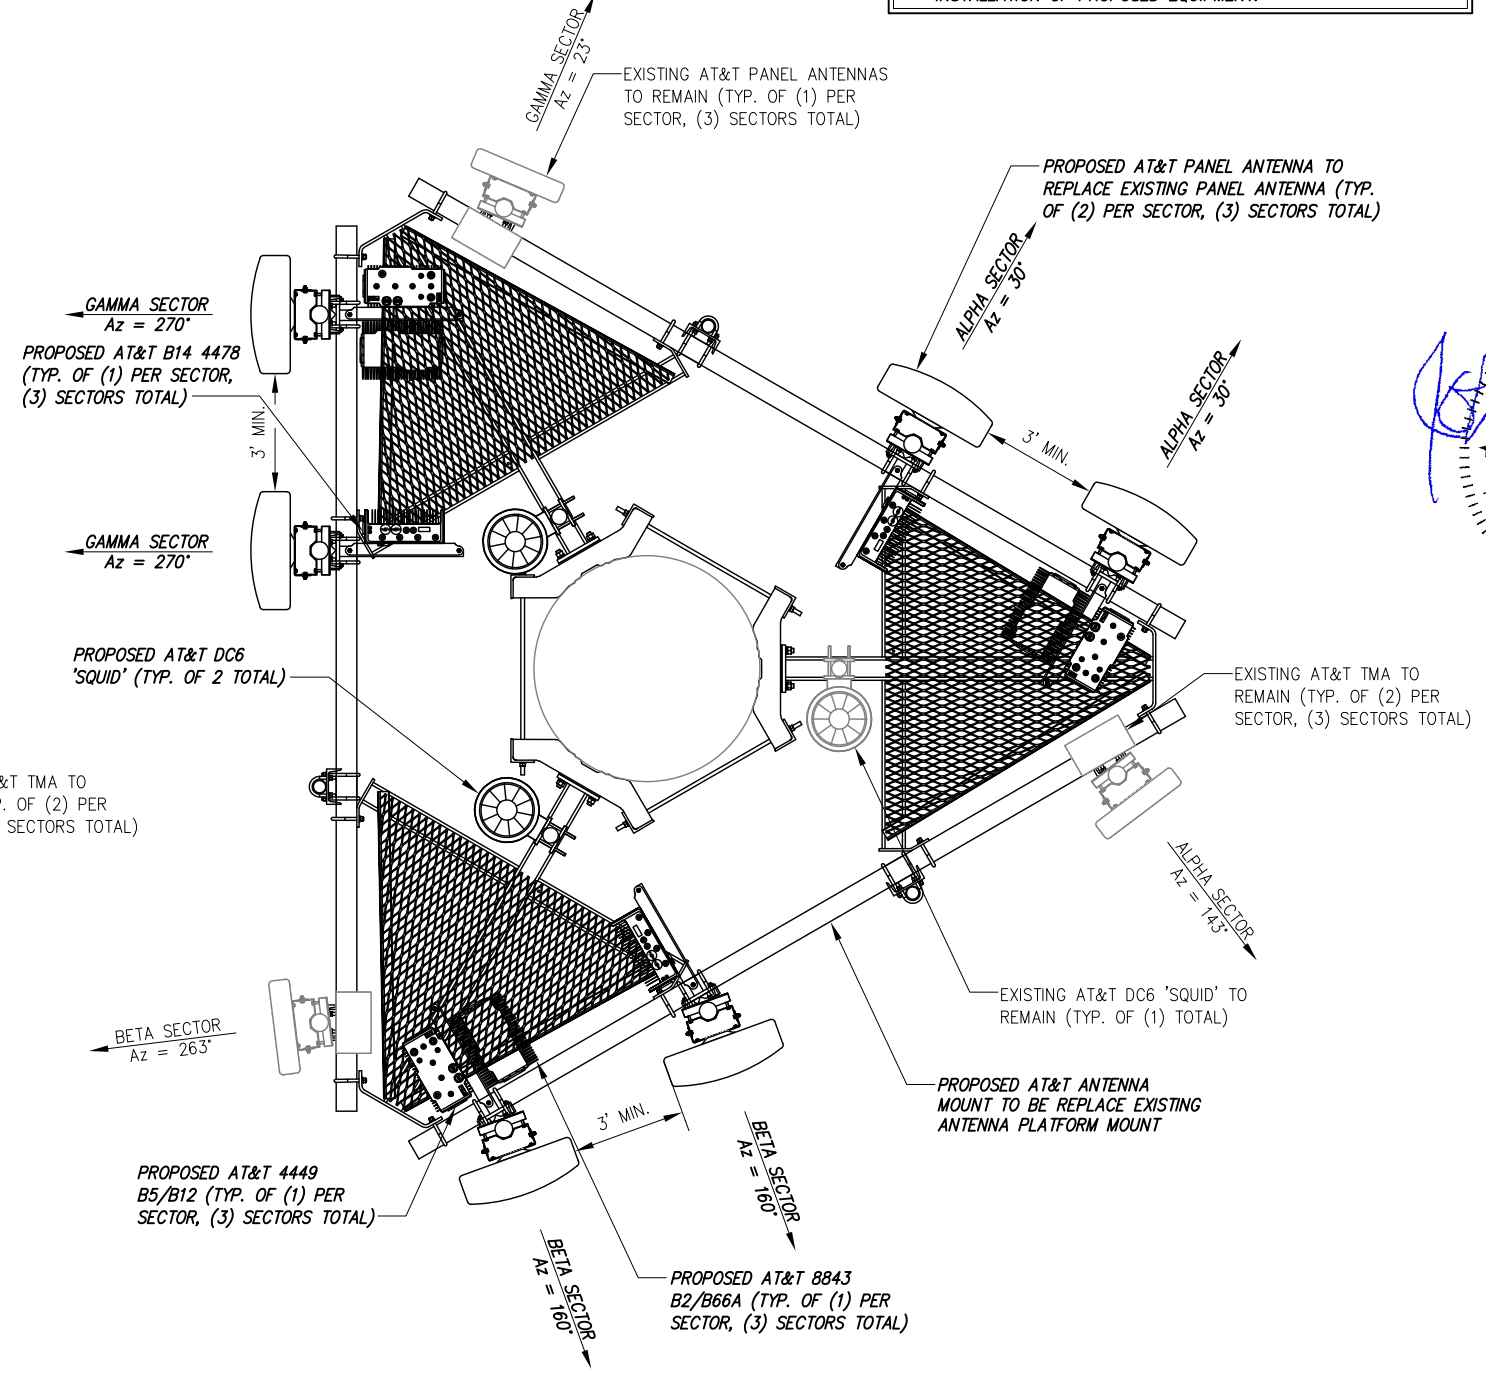 INSTALLATION OF PROPOSED EQUIPMENT.
GAMMA SECTOR
Az = 23°
EXISTING AT&T PANEL ANTENNAS
TO REMAIN (TYP. OF (1) PER
SECTOR, (3) SECTORS TOTAL)
PROPOSED AT&T PANEL ANTENNA TO
REPLACE EXISTING PANEL ANTENNA (TYP.
OF (2) PER SECTOR, (3) SECTORS TOTAL)
ALPHA SECTOR
Az = 30°
GAMMA SECTOR
Az = 270°
PROPOSED AT&T B14 4478
(TYP. OF (1) PER SECTOR,
(3) SECTORS TOTAL)
3' MIN.
ALPHA SECTOR
Az = 30°
3' MIN.
GAMMA SECTOR
Az = 270°
PROPOSED AT&T DC6
'SQUID' (TYP. OF 2 TOTAL)
EXISTING AT&T TMA TO
REMAIN (TYP. OF (2) PER
SECTOR, (3) SECTORS TOTAL)
&T TMA TO
P. OF (2) PER
SECTORS TOTAL)
ALPHA SECTOR
Az = 143°
EXISTING AT&T DC6 'SQUID' TO
REMAIN (TYP. OF (1) TOTAL)
BETA SECTOR
Az = 263°
PROPOSED AT&T ANTENNA
MOUNT TO BE REPLACE EXISTING
ANTENNA PLATFORM MOUNT
3' MIN.
BETA SECTOR
Az = 160°
PROPOSED AT&T 4449
B5/B12 (TYP. OF (1) PER
SECTOR, (3) SECTORS TOTAL)
BETA SECTOR
Az = 160°
PROPOSED AT&T 8843
B2/B66A (TYP. OF (1) PER
SECTOR, (3) SECTORS TOTAL)